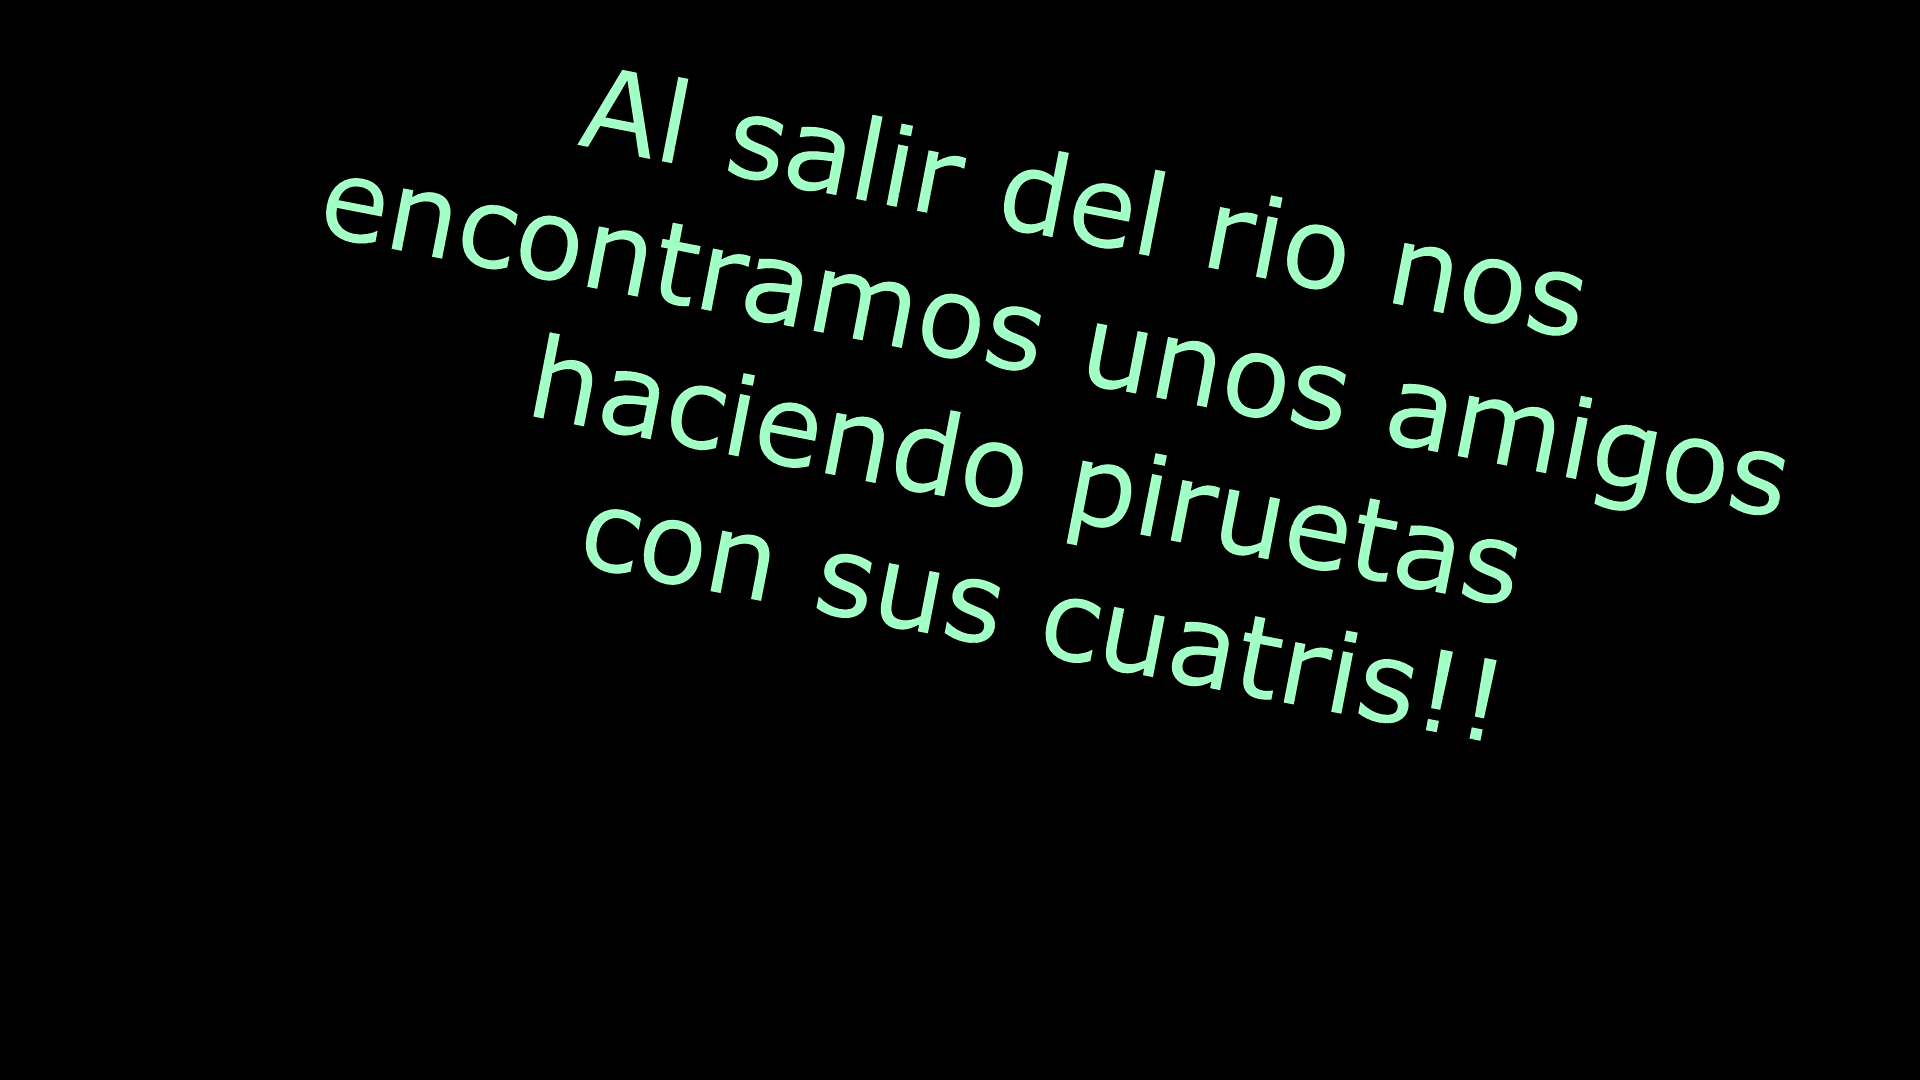 Al salir del rio nos
encontramos unos amigos
haciendo piruetas
con sus cuatris!!